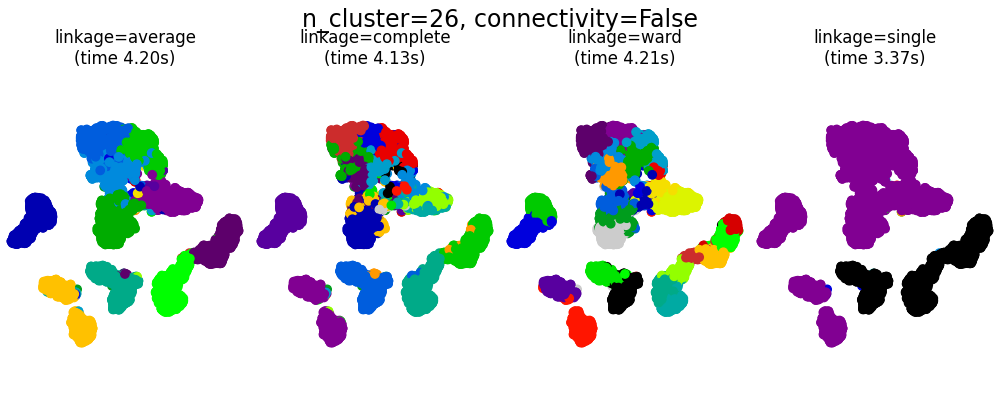 n_cluster=26, connectivity=False
linkage=average
(time 4.20s)
linkage=complete
(time 4.13s)
linkage=ward
(time 4.21s)
linkage=single
(time 3.37s)